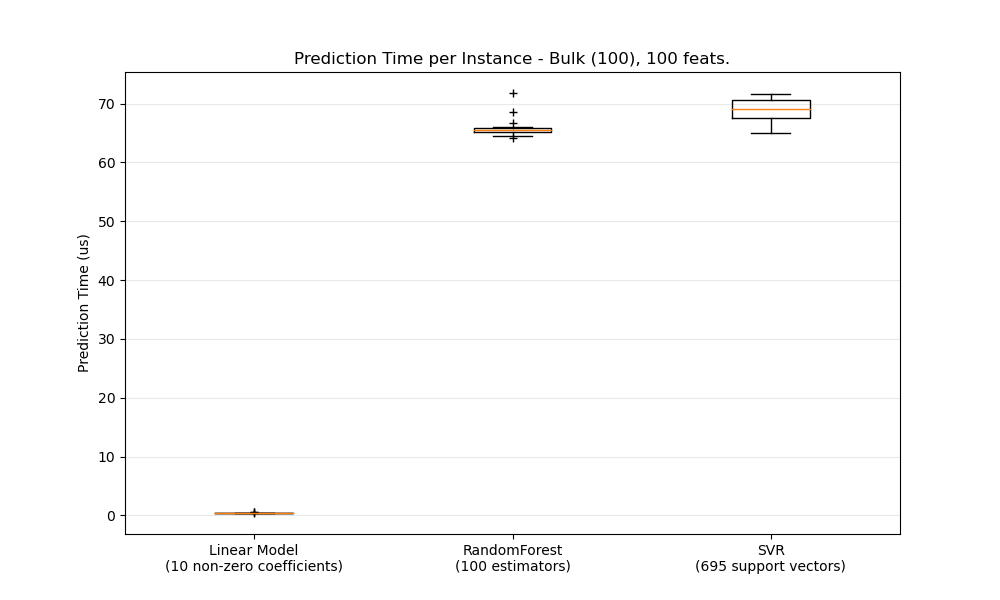 Prediction Time per Instance - Bulk (100), 100 feats.
Prediction Time (us)
70
60
50
40
30
20
10
0
Linear Model
(10 non-zero coefficients)
RandomForest
(100 estimators)
SVR
(695 support vectors)